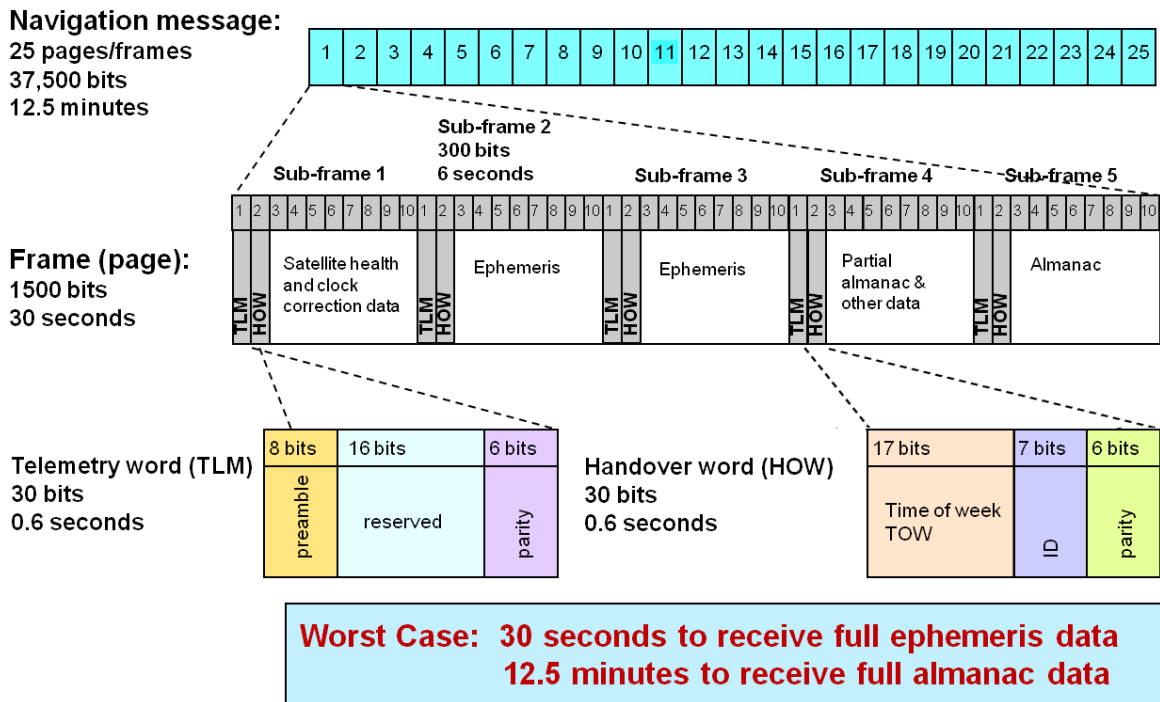 Navigation message:
25 pages/frames
37,500 bits
12.5 minutes
1 2 3 4 5 6 7 8 9 10 11 12 13 14 15 16 17 18 19 20 21 22 23 24 25
Sub-frame 2
300 bits
6 seconds
Sub-frame 1
Sub-frame 3
Sub-frame 4
Sub-frame 5
1 2 3 4 5 6 7 8 9 10 1 2 3 4 5 6 7 8 9 10 1 2 3 4 5 6 7 8 9 10 1 2 3 4 5 6 7 8 9 10 1 2 3 4 5 6 7 8 9 10
Frame (page):
1500 bits
30 seconds
TLM
HOW
Satellite health
and clock
correction data
TLM
HOW
Ephemeris
TLM
HOW
Ephemeris
TLM
HOW
Partial
almanac &
other data
TLM
HOW
Almanac
Telemetry word (TLM)
30 bits
0.6 seconds
8 bits
16 bits
6 bits
preamble
reserved
parity
Handover word (HOW)
30 bits
0.6 seconds
17 bits
7 bits
6 bits
Time of week
TOW
ID
parity
Worst Case: 30 seconds to receive full ephemeris data
12.5 minutes to receive full almanac data